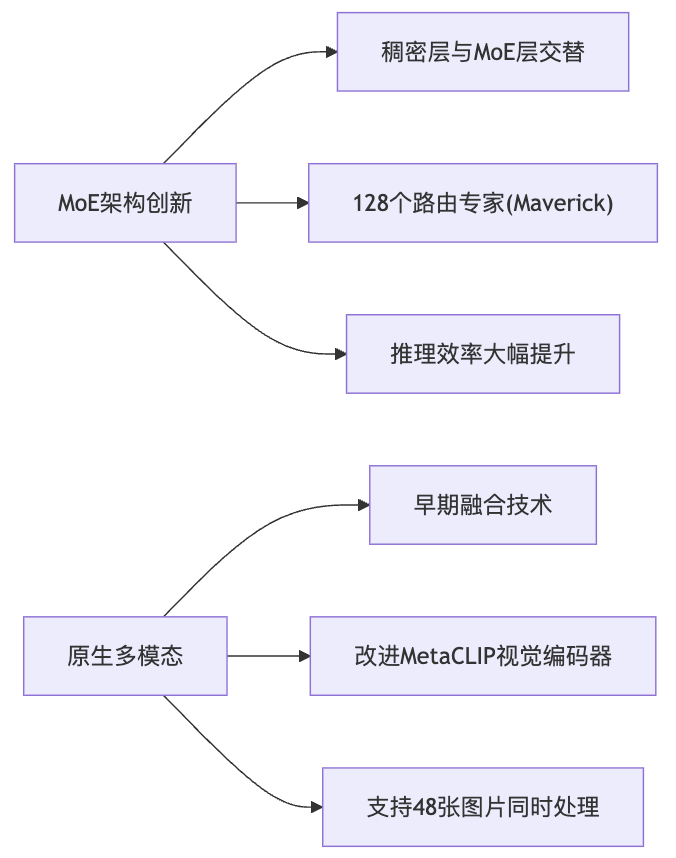 稠密层与MoE层交替
MoE架构创新
128个路由专家(Maverick)
推理效率大幅提升
早期融合技术
原生多模态
改进MetaCLIP视觉编码器
支持48张图片同时处理